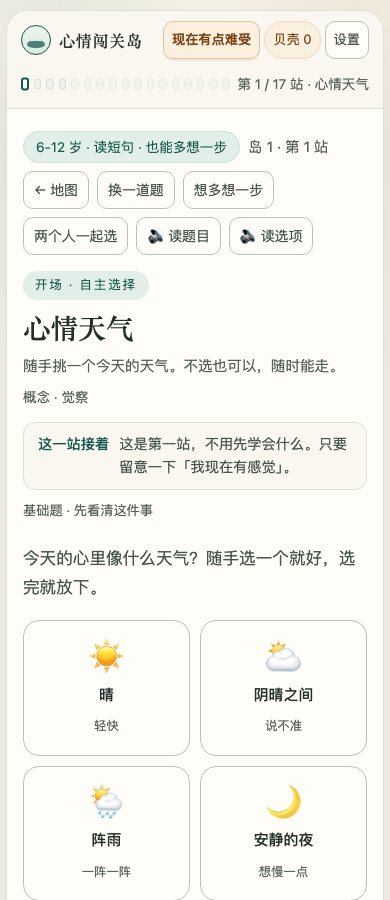 心情闯关岛
现在有点难受
贝壳 0
设置
第 1 / 17 站 · 心情天气
6-12 岁 · 读短句 · 也能多想一步
岛 1 · 第 1 站
← 地图
换一道题
想多想一步
两个人一起选
读题目
读选项
开场 · 自主选择
心情天气
随手挑一个今天的天气。不选也可以，随时能走。
概念 · 觉察
这一站接着
这是第一站，不用先学会什么。只要
留意一下「我现在有感觉」。
基础题 · 先看清这件事
今天的心里像什么天气？随手选一个就好，选
完就放下。
晴
轻快
阴晴之间
说不准
阵雨
一阵一阵
安静的夜
想慢一点